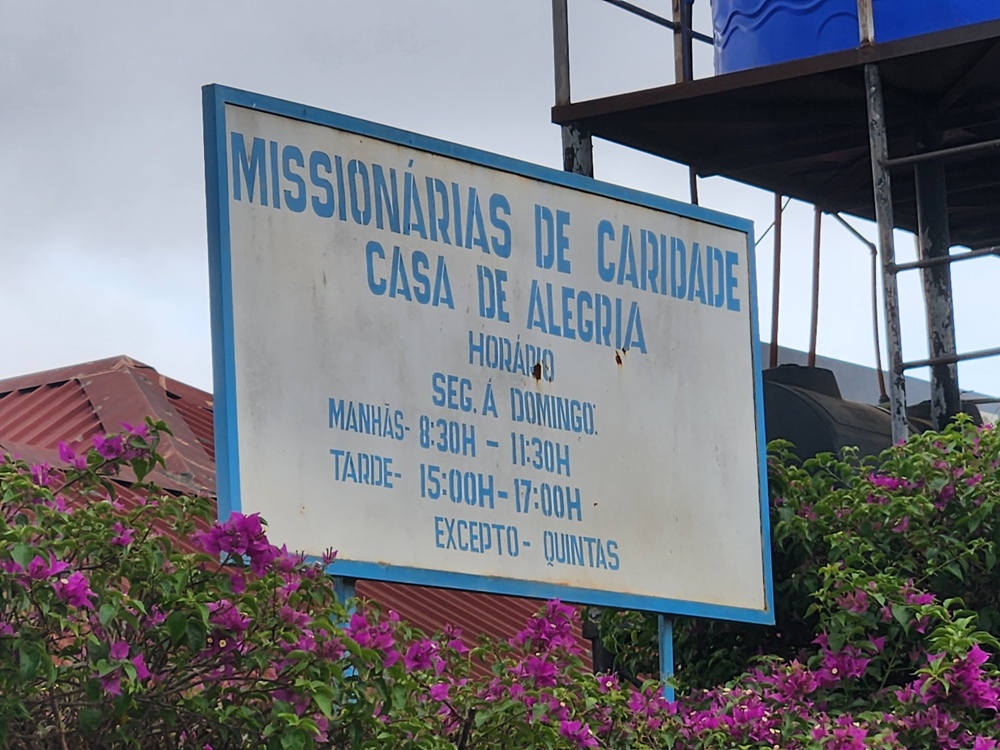 MISSIONÁRIAS DE CARIDADE
CASA DE ALEGRIA
HORÁRIO
SEG. Á DOMINGO.
MANHÃS- 8:30H - 11:30H
TARDE- 15:00H - 17:00H
EXCEPTO- QUINTAS